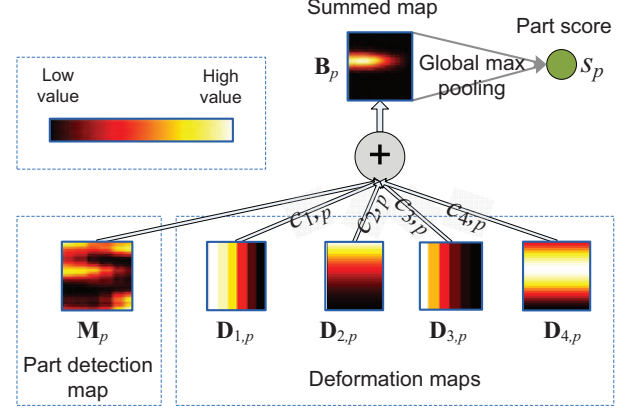 Summed map
Part score
B_p
Global max
pooling
s_p
Low
value
High
value
+
c_{1,p}
c_{2,p}
c_{3,p}
c_{4,p}
M_p
D_{1,p}
D_{2,p}
D_{3,p}
D_{4,p}
Part detection
map
Deformation maps